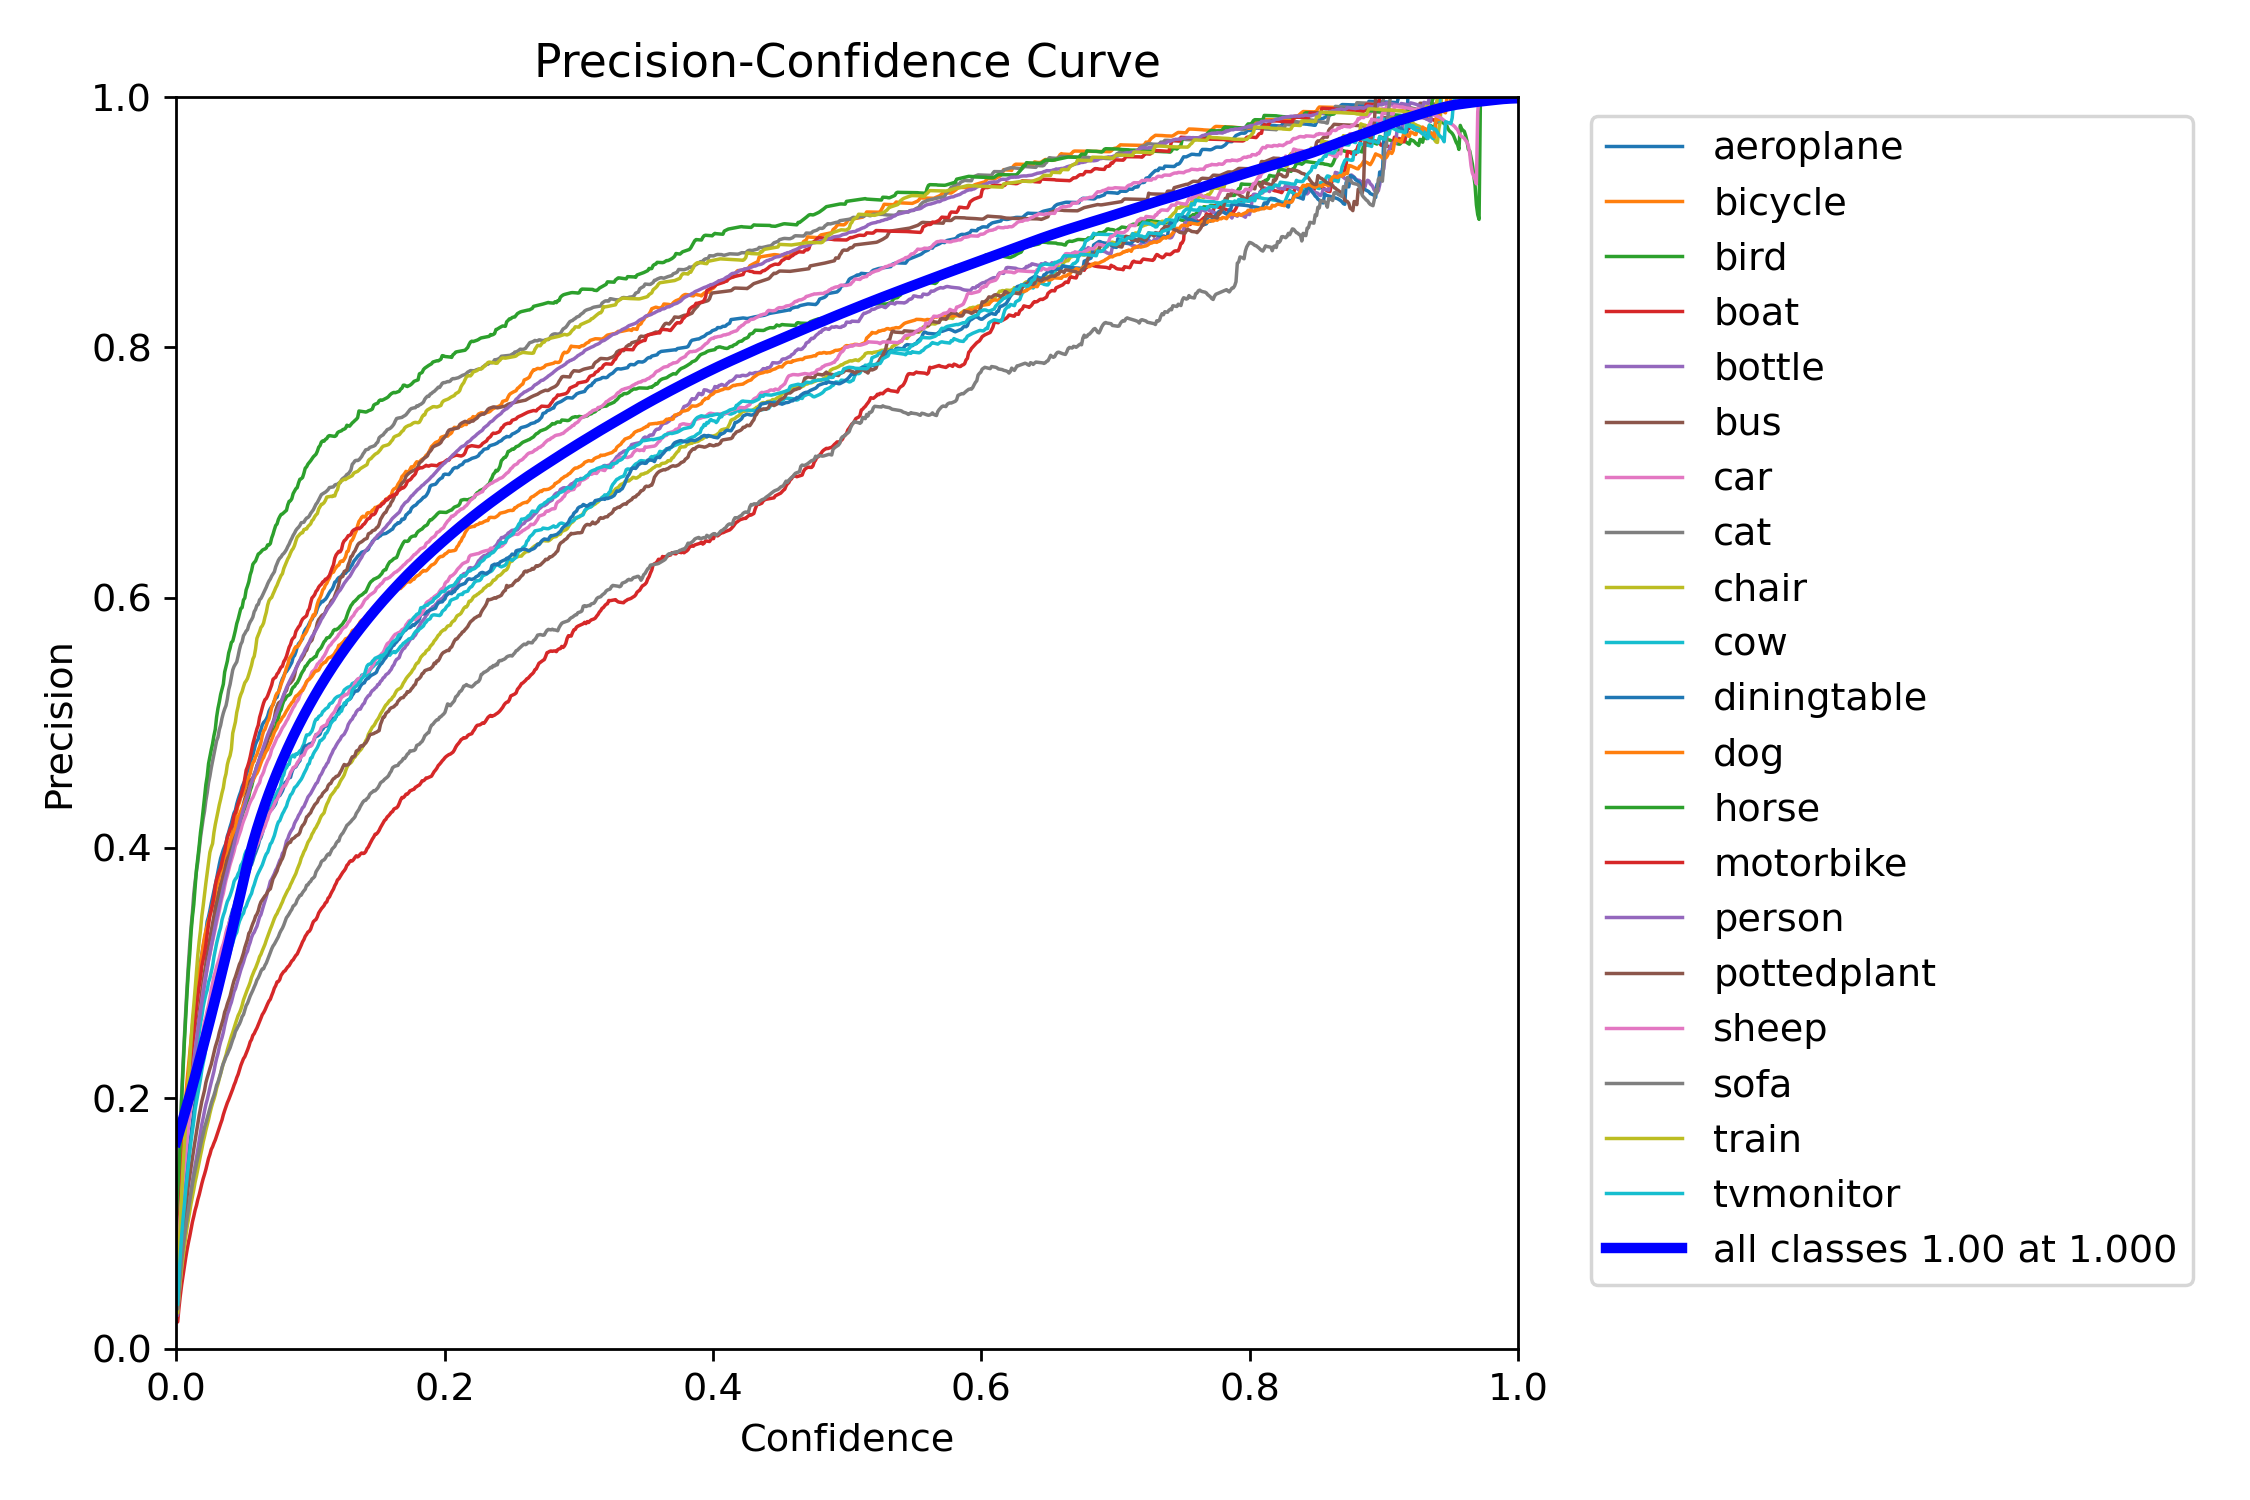 Precision-Confidence Curve
1.0
0.8
0.6
0.4
0.2
0.0
Precision
0.0 0.2 0.4 0.6 0.8 1.0
Confidence
aeroplane
bicycle
bird
boat
bottle
bus
car
cat
chair
cow
diningtable
dog
horse
motorbike
person
pottedplant
sheep
sofa
train
tvmonitor
all classes 1.00 at 1.000